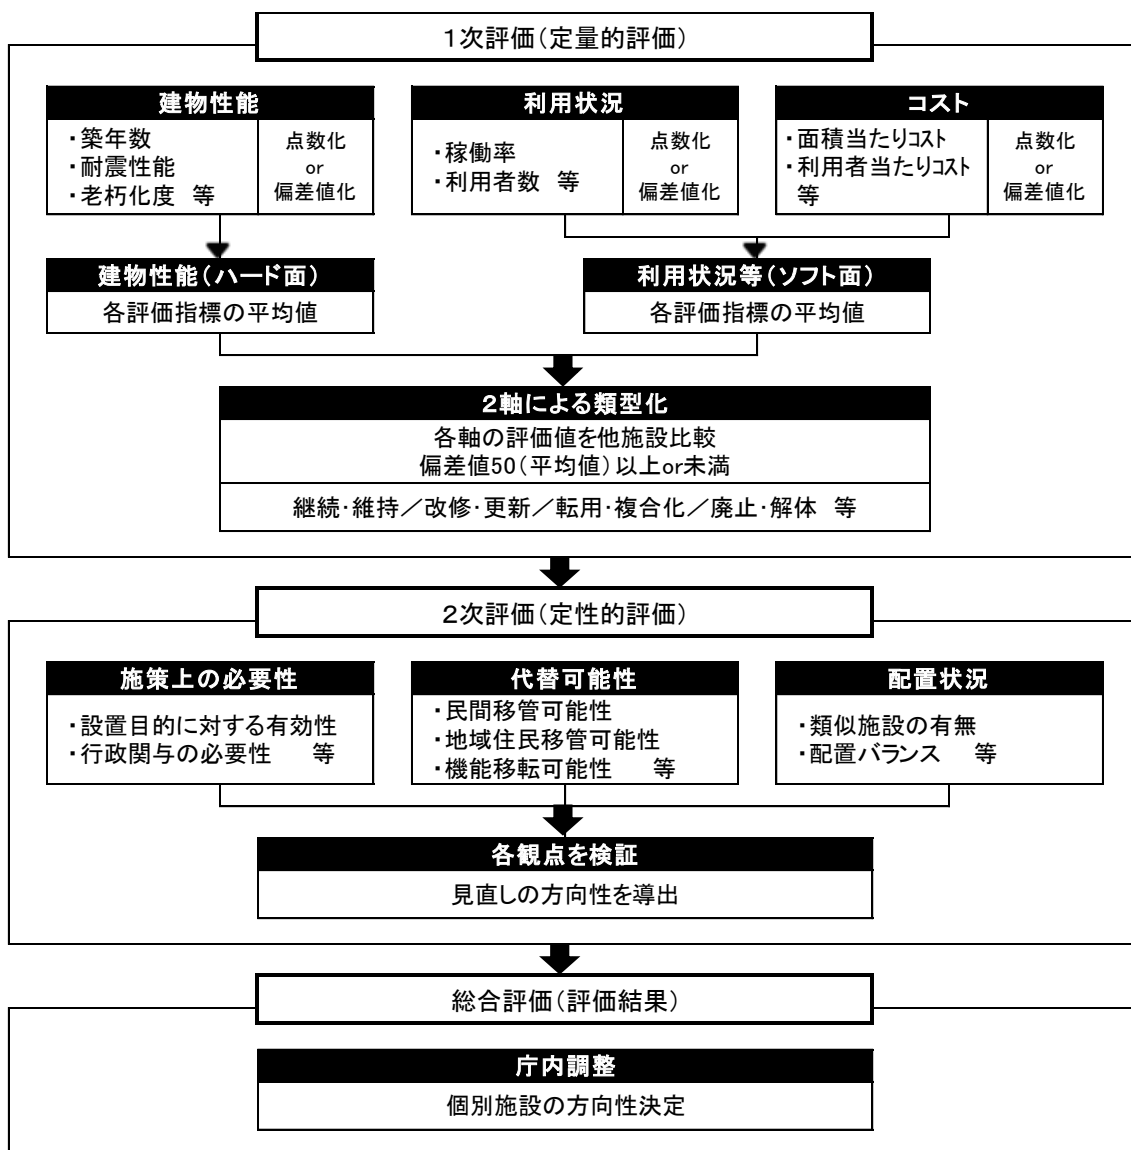 1次評価(定量的評価)
建物性能
・築年数
・耐震性能
・老朽化度 等
点数化
or
偏差値化
利用状況
・稼働率
・利用者数 等
点数化
or
偏差値化
コスト
・面積当たりコスト
・利用者当たりコスト
等
点数化
or
偏差値化
建物性能(ハード面)
各評価指標の平均値
利用状況等(ソフト面)
各評価指標の平均値
2軸による類型化
各軸の評価値を他施設比較
偏差値50(平均値)以上or未満
継続・維持/改修・更新/転用・複合化/廃止・解体 等
2次評価(定性的評価)
施策上の必要性
・設置目的に対する有効性
・行政関与の必要性 等
代替可能性
・民間移管可能性
・地域住民移管可能性
・機能移転可能性 等
配置状況
・類似施設の有無
・配置バランス 等
各観点を検証
見直しの方向性を導出
総合評価(評価結果)
庁内調整
個別施設の方向性決定